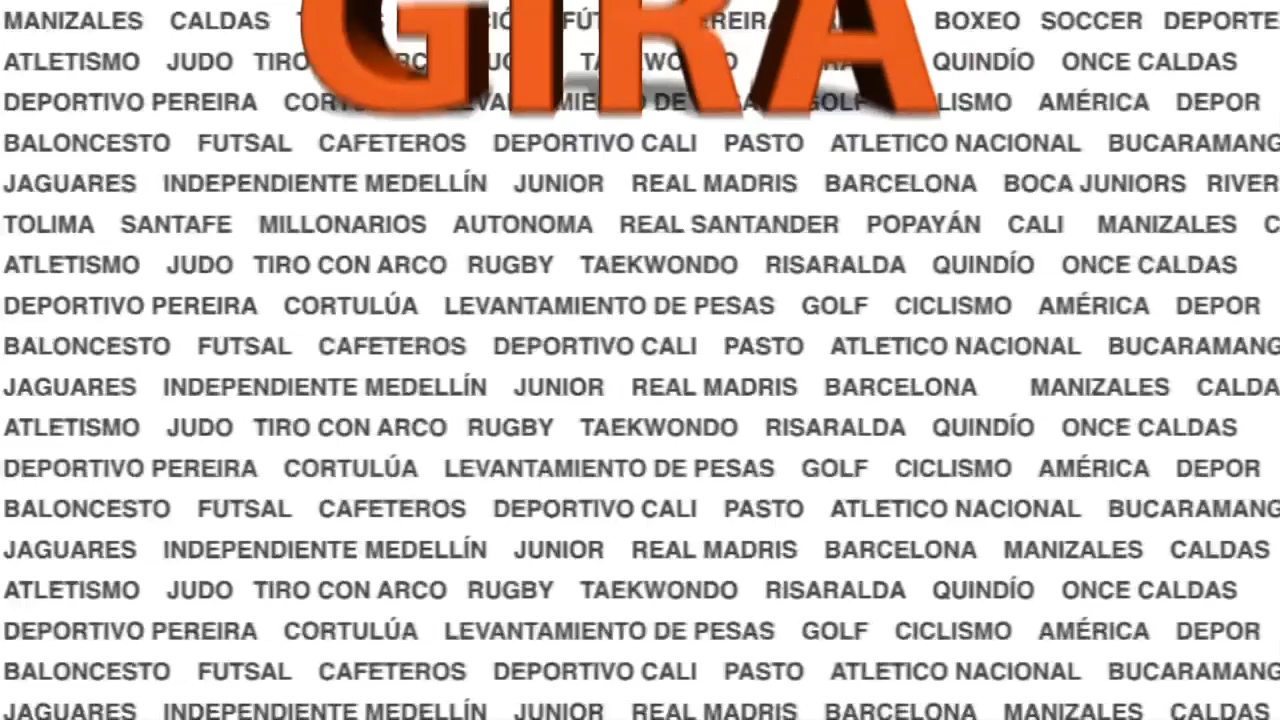 GIRA
MANIZALES CALDAS BOXEO SOCCER DEPORTE
ATLETISMO JUDO TIRO QUINDÍO ONCE CALDAS
DEPORTIVO PEREIRA DE GOLF AMÉRICA DEPOR
BALONCESTO FUTSAL CAFETEROS DEPORTIVO CALI PASTO ATLETICO NACIONAL BUCARAMANG
JAGUARES INDEPENDIENTE MEDELLÍN JUNIOR REAL MADRIS BARCELONA BOCA JUNIORS RIVER
TOLIMA SANTAFE MILLONARIOS AUTONOMA REAL SANTANDER POPAYÁN CALI MANIZALES C
ATLETISMO JUDO TIRO CON ARCO RUGBY TAEKWONDO RISARALDA QUINDÍO ONCE CALDAS
DEPORTIVO PEREIRA CORTULÚA LEVANTAMIENTO DE PESAS GOLF CICLISMO AMÉRICA DEPOR
BALONCESTO FUTSAL CAFETEROS DEPORTIVO CALI PASTO ATLETICO NACIONAL BUCARAMANG
JAGUARES INDEPENDIENTE MEDELLÍN JUNIOR REAL MADRIS BARCELONA MANIZALES CALDA
ATLETISMO JUDO TIRO CON ARCO RUGBY TAEKWONDO RISARALDA QUINDÍO ONCE CALDAS
DEPORTIVO PEREIRA CORTULÚA LEVANTAMIENTO DE PESAS GOLF CICLISMO AMÉRICA DEPOR
BALONCESTO FUTSAL CAFETEROS DEPORTIVO CALI PASTO ATLETICO NACIONAL BUCARAMANG
JAGUARES INDEPENDIENTE MEDELLÍN JUNIOR REAL MADRIS BARCELONA MANIZALES CALDAS
ATLETISMO JUDO TIRO CON ARCO RUGBY TAEKWONDO RISARALDA QUINDÍO ONCE CALDAS
DEPORTIVO PEREIRA CORTULÚA LEVANTAMIENTO DE PESAS GOLF CICLISMO AMÉRICA DEPOR
BALONCESTO FUTSAL CAFETEROS DEPORTIVO CALI PASTO ATLETICO NACIONAL BUCARAMANG
JAGUARES INDEPENDIENTE MEDELLÍN JUNIOR REAL MADRIS BARCELONA MANIZALES CALDAS